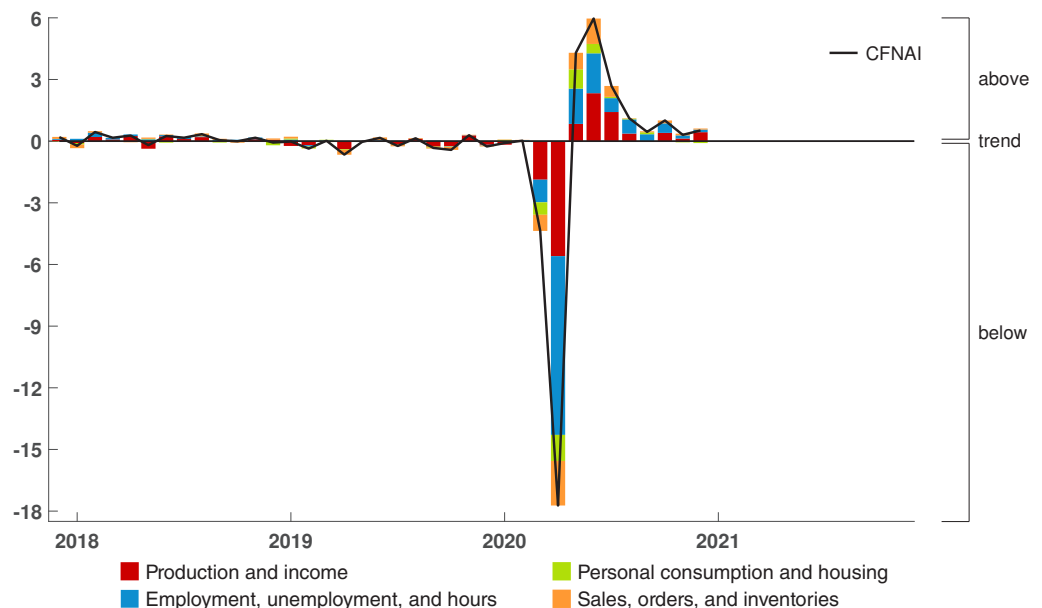 6
3
0
-3
-6
-9
-12
-15
-18
2018 2019 2020 2021
CFNAI
above
trend
below
Production and income
Personal consumption and housing
Employment, unemployment, and hours
Sales, orders, and inventories